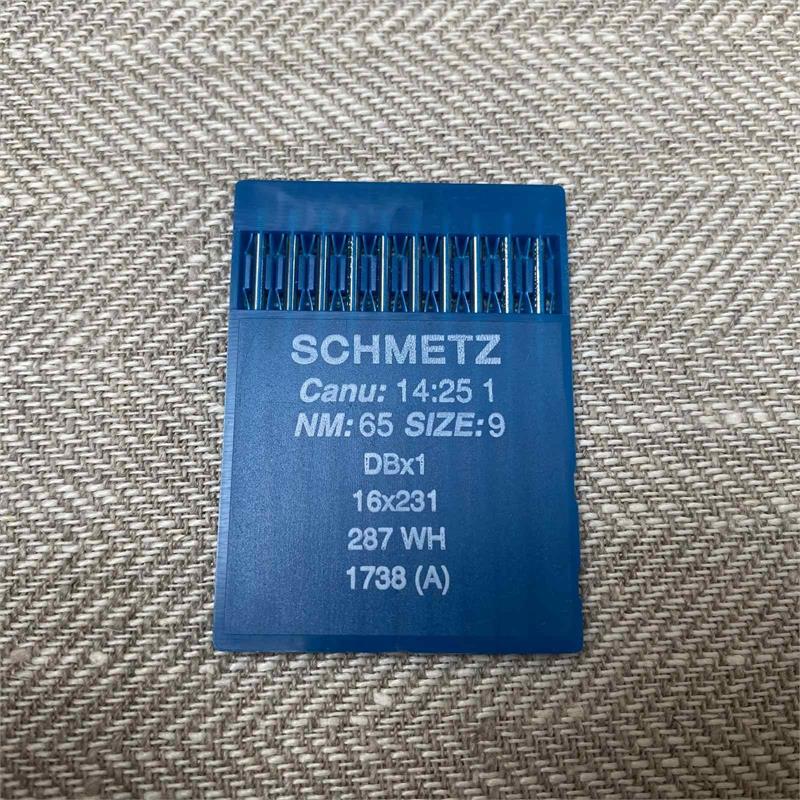 SCHMETZ
Canu: 14:25 1
NM: 65 SIZE: 9
DBx1
16x231
287 WH
1738 (A)